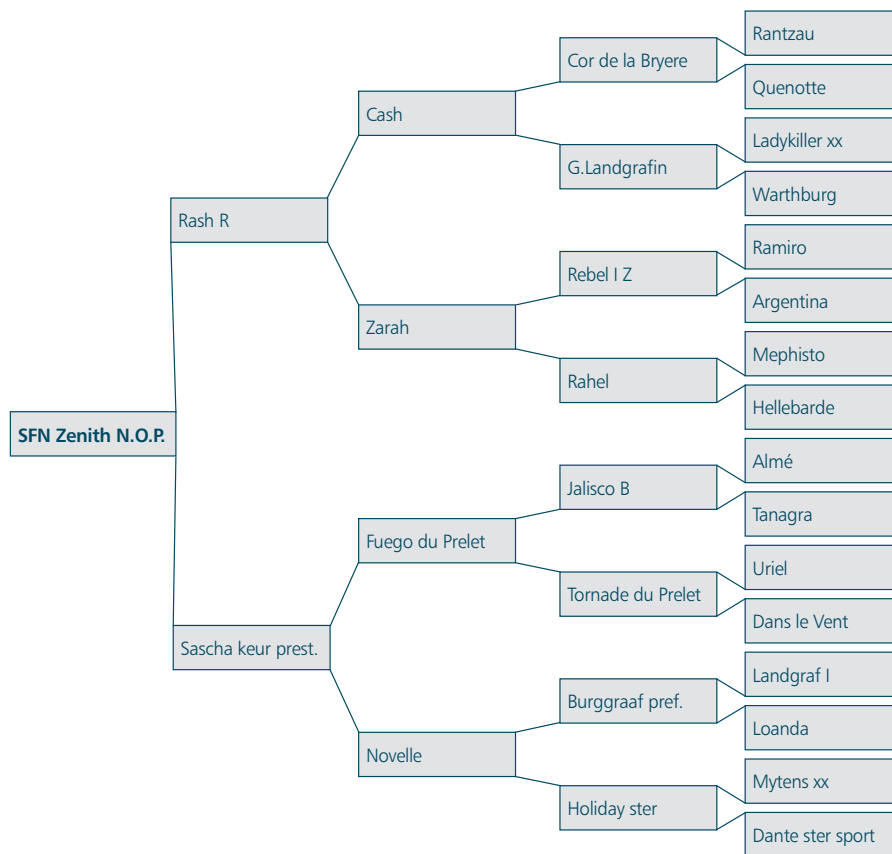 Rantzau
Cor de la Bryere
Quenotte
Cash
Ladykiller xx
G.Landgrafin
Warthburg
Rash R
Ramiro
Rebel I Z
Argentina
Zarah
Mephisto
Rahel
Hellebarde
SFN Zenith N.O.P.
Almé
Jalisco B
Tanagra
Fuego du Prelet
Uriel
Tornade du Prelet
Dans le Vent
Sascha keur prest.
Landgraf I
Burggraaf pref.
Loanda
Novelle
Mytens xx
Holiday ster
Dante ster sport